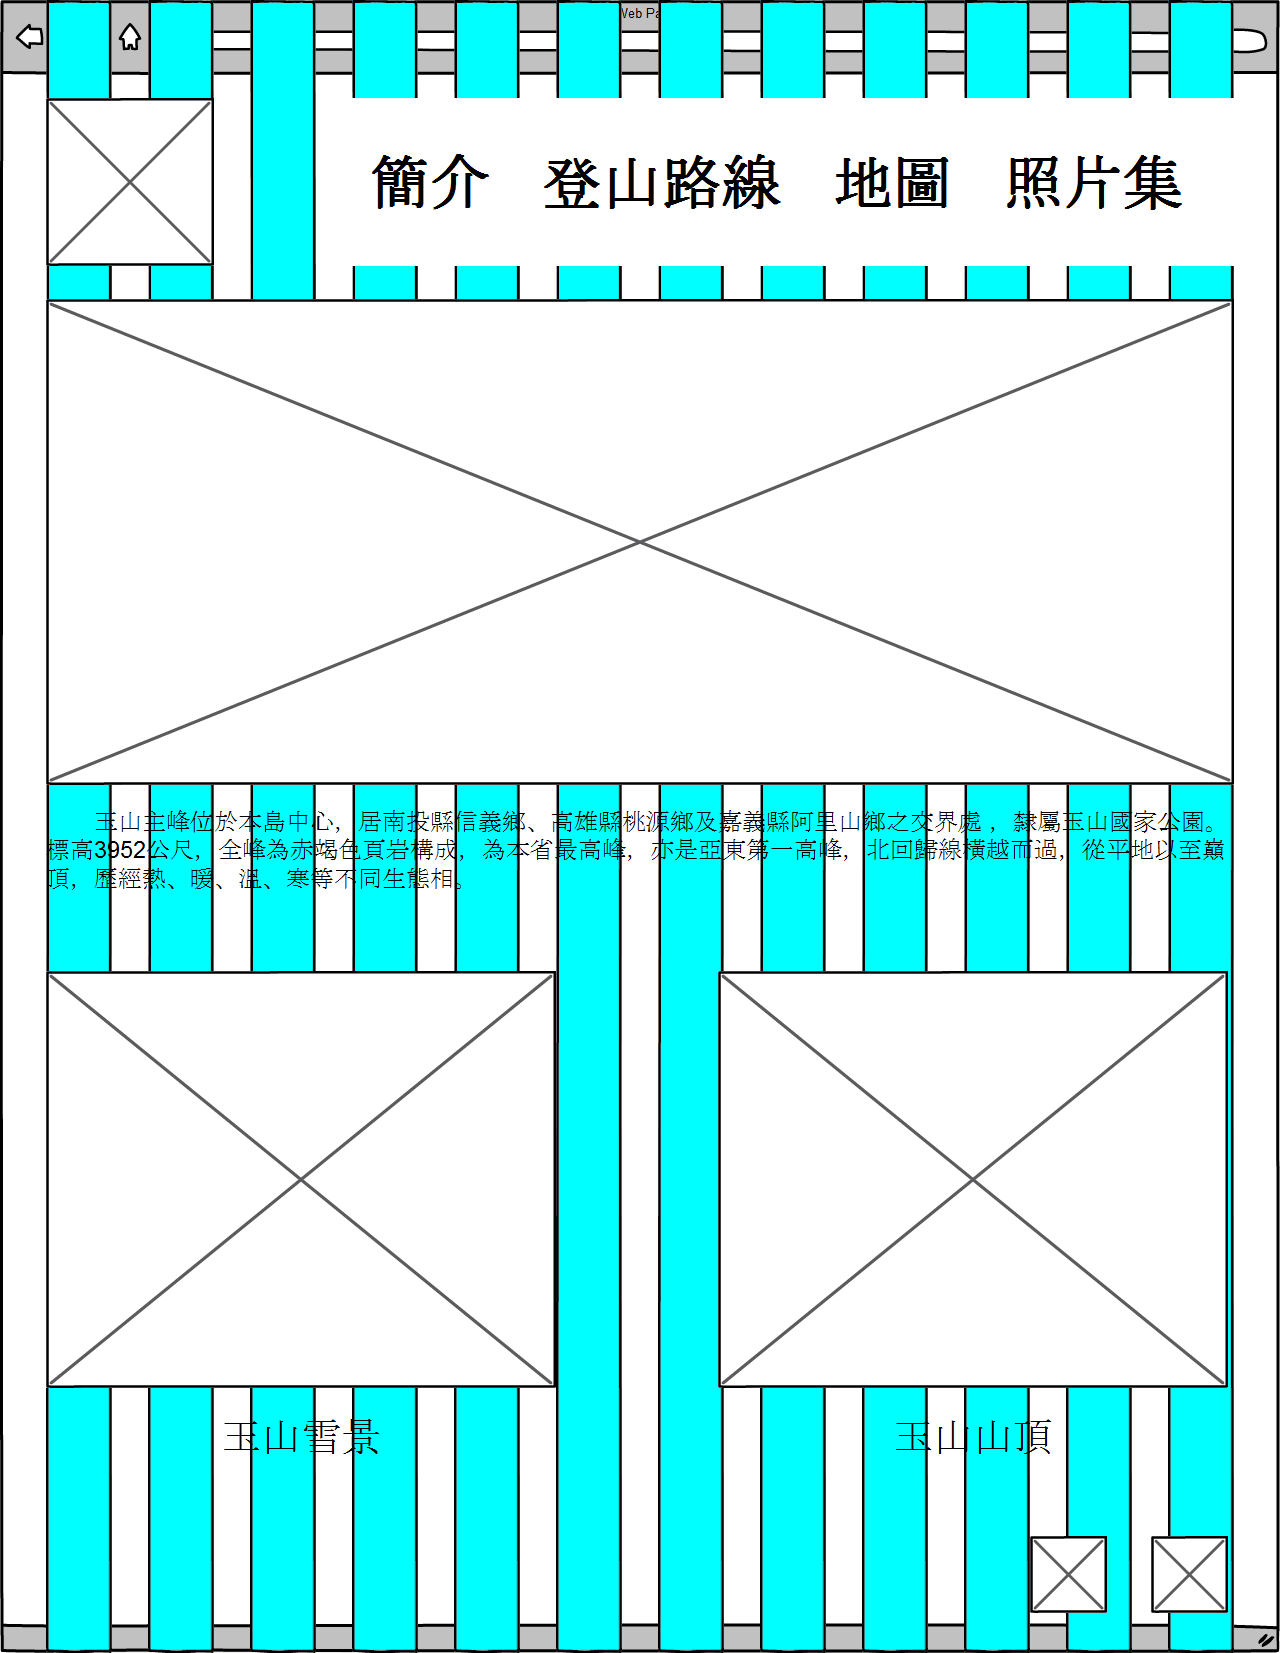 Web Pa
簡介 登山路線 地圖 照片集
玉山主峰位於本島中心，居南投縣信義鄉、高雄縣桃源鄉及嘉義縣阿里山鄉之交界處，隸屬玉山國家公園。
標高3952公尺，全峰為赤竭色頁岩構成，為本省最高峰，亦是亞東第一高峰，北回歸線橫越而過，從平地以至巔
頂，歷經熱、暖、溫、寒等不同生態相。
玉山雪景
玉山山頂